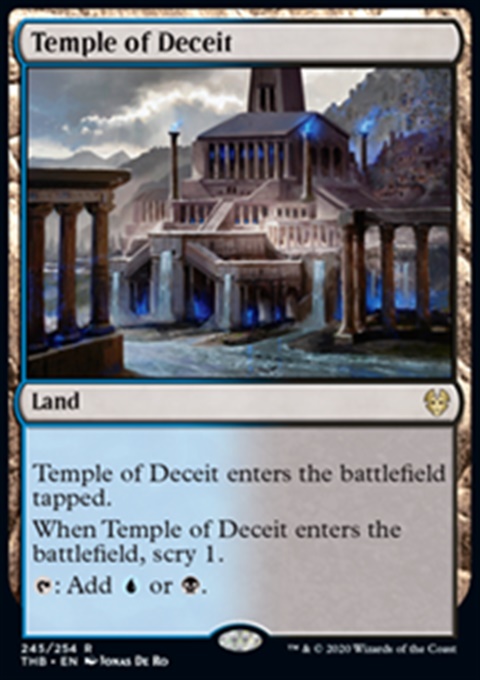 Temple of Deceit
Land
Temple of Deceit enters the battlefield
tapped.
When Temple of Deceit enters the
battlefield, scry 1.
: Add or .
245/254 R
THB • EN Jonas De Ro
™ & © 2020 Wizards of the Coast